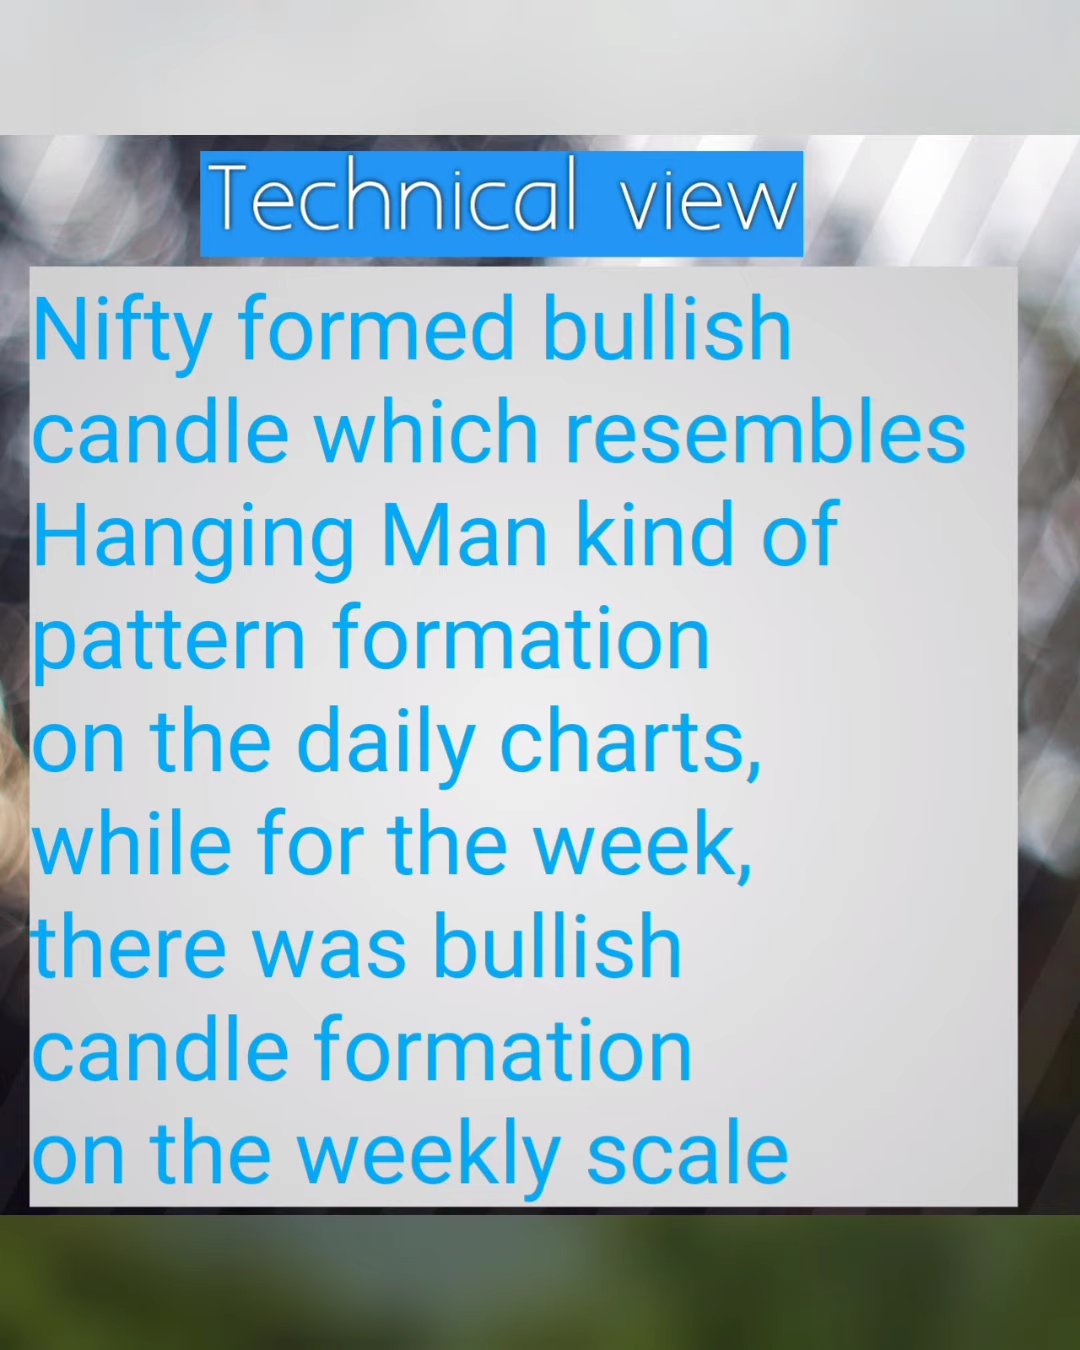 Technical view
Nifty formed bullish
candle which resembles
Hanging Man kind of
pattern formation
on the daily charts,
while for the week,
there was bullish
candle formation
on the weekly scale